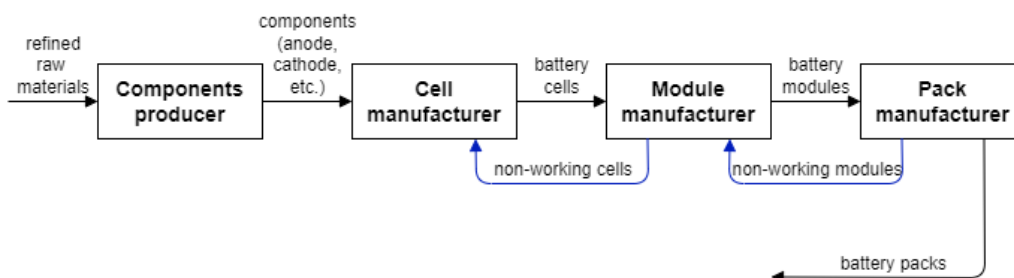 refined
raw
materials
Components
producer
components
(anode,
cathode,
etc.)
Cell
manufacturer
battery
cells
Module
manufacturer
battery
modules
Pack
manufacturer
non-working cells
non-working modules
battery packs